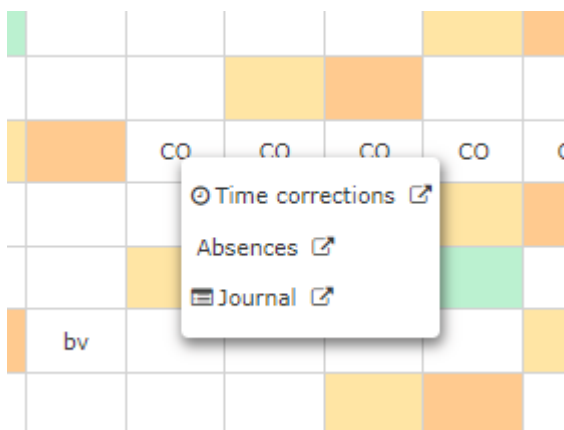 CO CO CO CO
Time corrections
Absences
Journal
bv